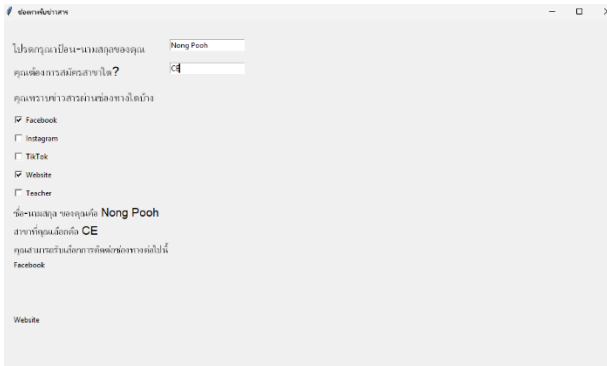 ช่องทางรับข่าวสาร
โปรดกรุณาป้อน-นามสกุลของคุณ Nong Pooh
คุณต้องการสมัครสาขาใด? CE
คุณทราบข่าวสารผ่านช่องทางใดบ้าง
Facebook
Instagram
TikTok
Website
Teacher
ชื่อ-นามสกุล ของคุณคือ Nong Pooh
สาขาที่คุณเลือกคือ CE
คุณสามารถรับเลือกการติดต่อช่องทางต่อไปนี้
Facebook
Website